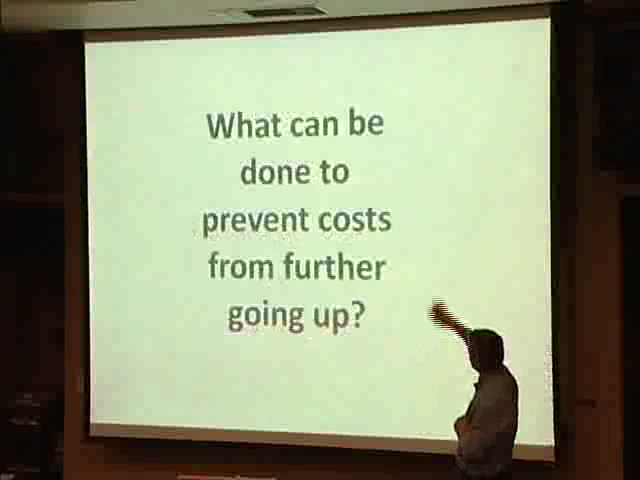 What can be
done to
prevent costs
from further
going up?